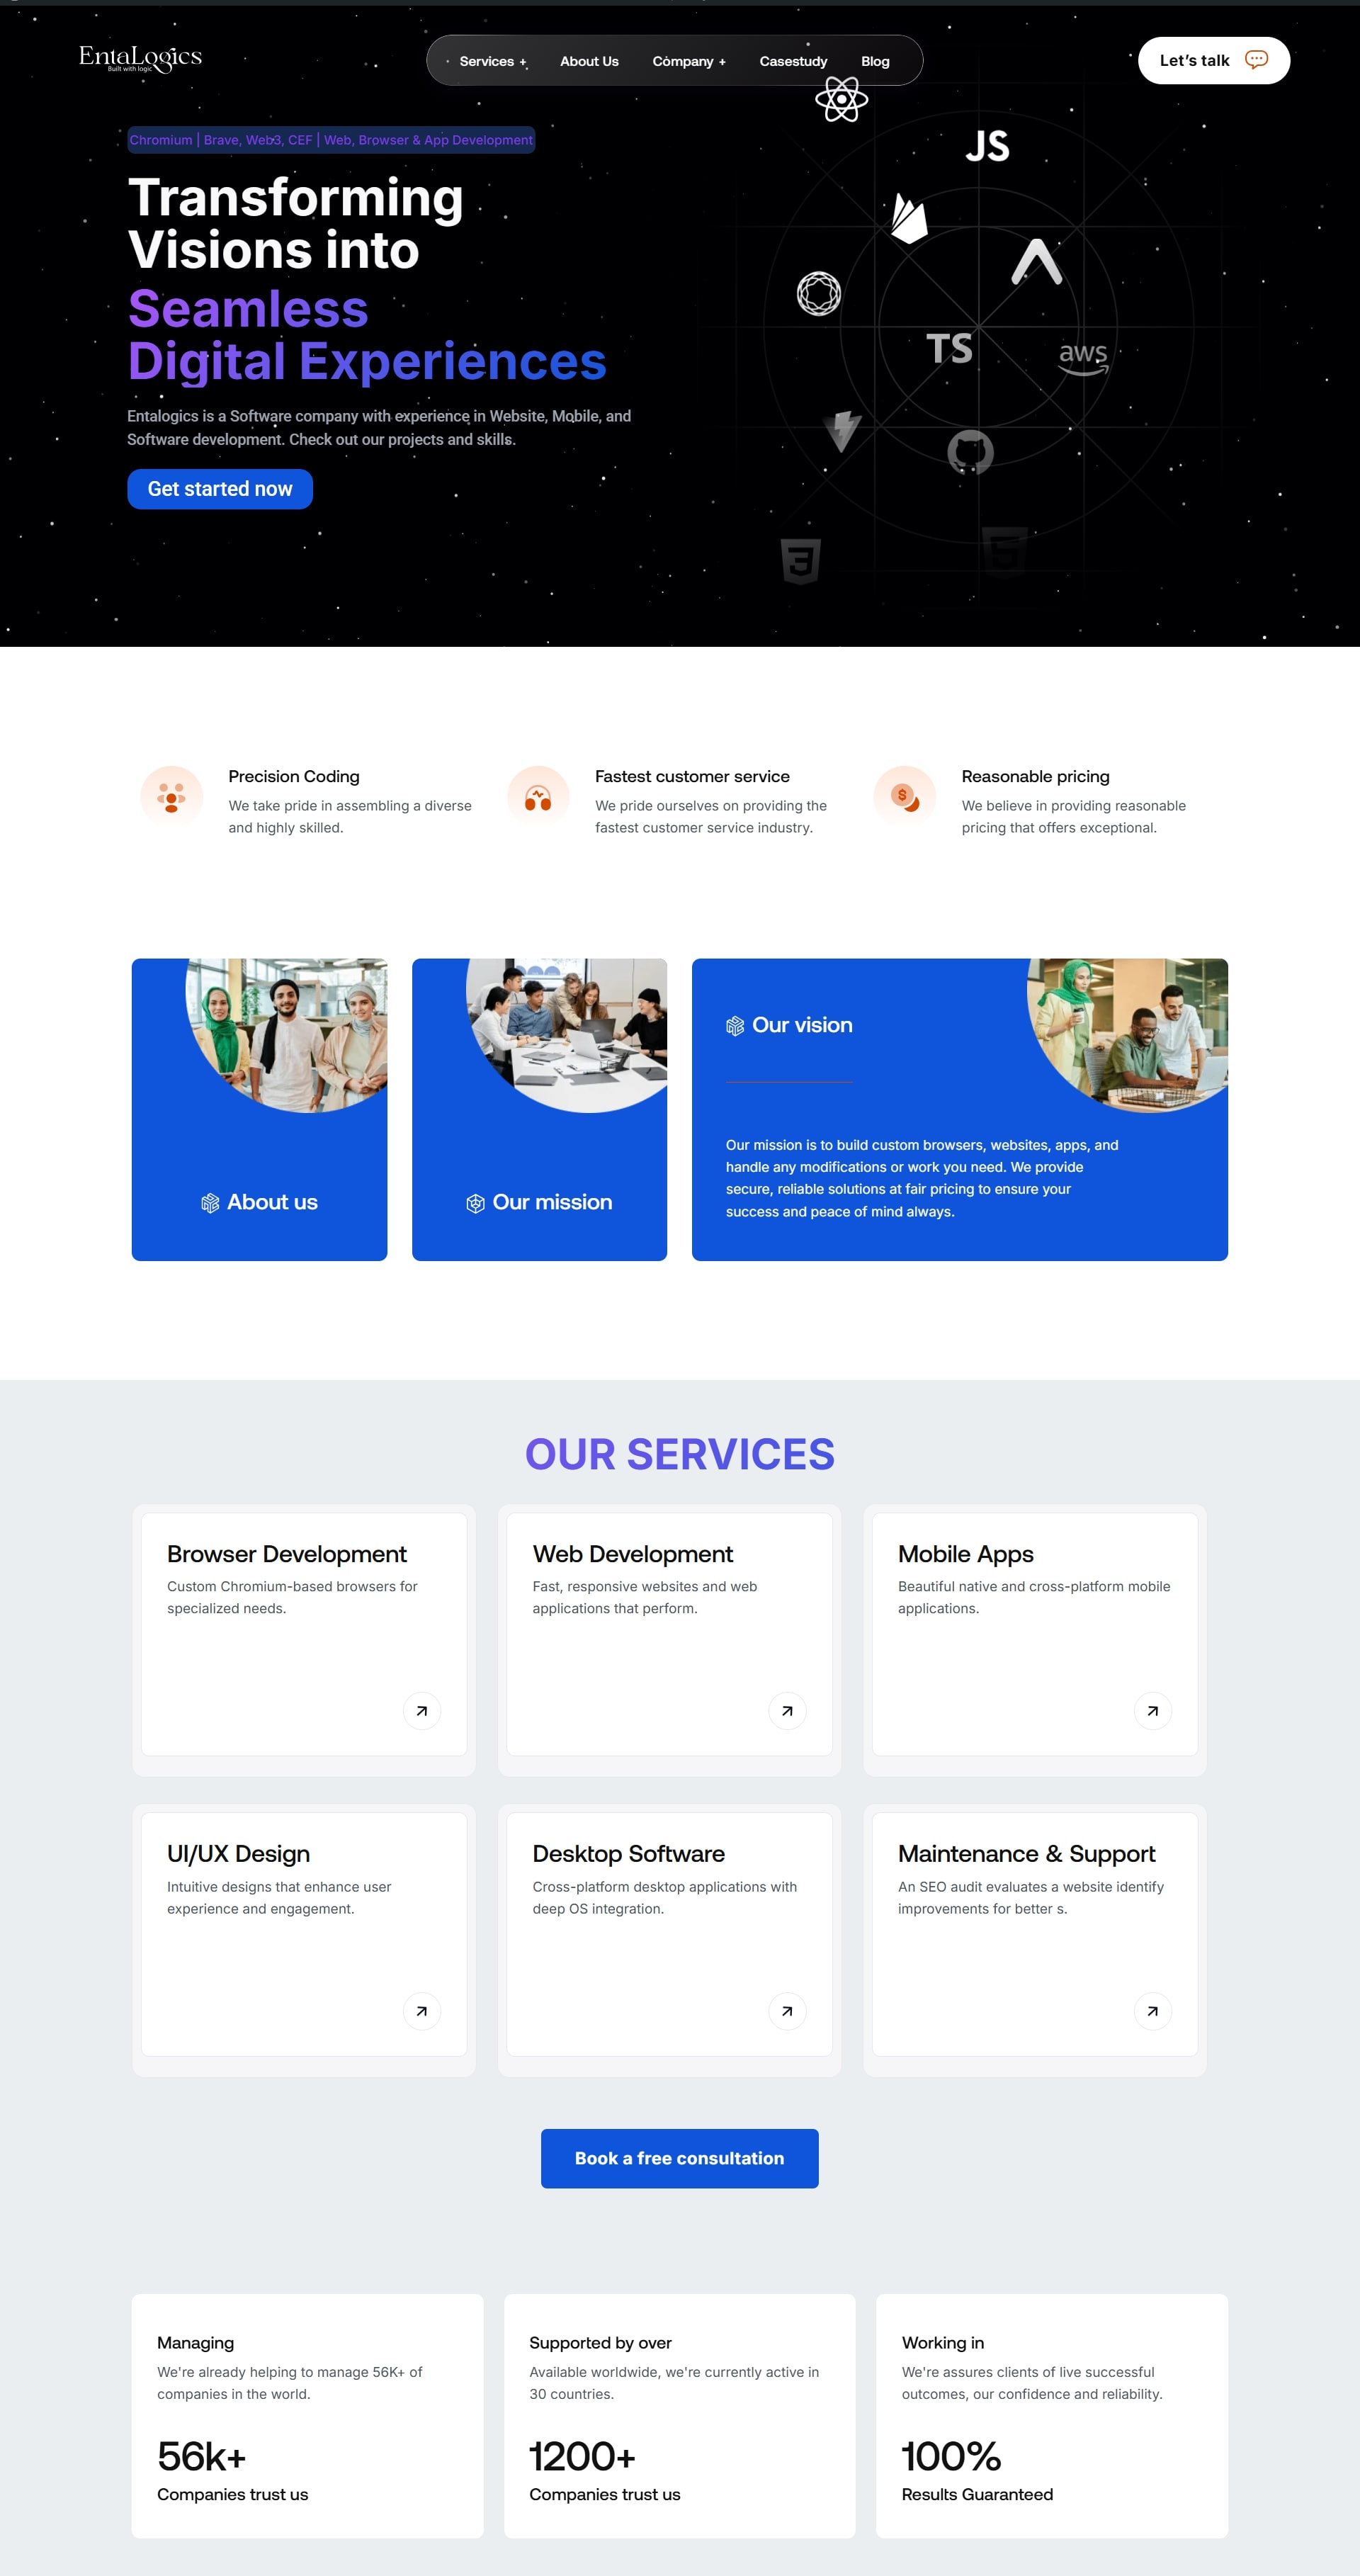 EntaLogics
Built with logic
Services +
About Us
Company +
Casestudy
Blog
Let's talk
Chromium | Brave, Web3, CEF | Web, Browser & App Development
Transforming
Visions into
Seamless
Digital Experiences
Entalogics is a Software company with experience in Website, Mobile, and
Software development. Check out our projects and skills.
Get started now
JS
TS
aws
3
5
Precision Coding
We take pride in assembling a diverse
and highly skilled.
Fastest customer service
We pride ourselves on providing the
fastest customer service industry.
Reasonable pricing
We believe in providing reasonable
pricing that offers exceptional.
About us
Our mission
Our vision
Our mission is to build custom browsers, websites, apps, and
handle any modifications or work you need. We provide
secure, reliable solutions at fair pricing to ensure your
success and peace of mind always.
OUR SERVICES
Browser Development
Custom Chromium-based browsers for
specialized needs.
Web Development
Fast, responsive websites and web
applications that perform.
Mobile Apps
Beautiful native and cross-platform mobile
applications.
UI/UX Design
Intuitive designs that enhance user
experience and engagement.
Desktop Software
Cross-platform desktop applications with
deep OS integration.
Maintenance & Support
An SEO audit evaluates a website identify
improvements for better s.
Book a free consultation
Managing
We're already helping to manage 56K+ of
companies in the world.
56k+
Companies trust us
Supported by over
Available worldwide, we're currently active in
30 countries.
1200+
Companies trust us
Working in
We're assures clients of live successful
outcomes, our confidence and reliability.
100%
Results Guaranteed